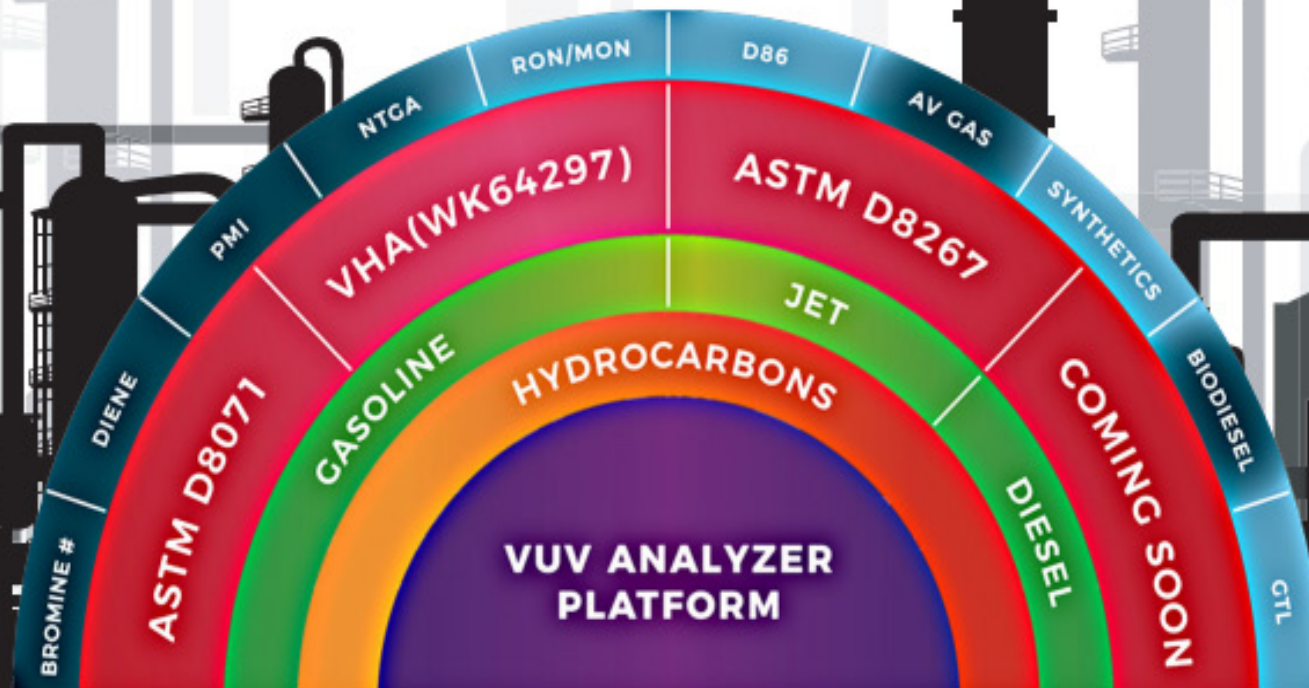 BROMINE #
DIENE
PMI
NTGA
RON/MON
D86
AV GAS
SYNTHETICS
BIODIESEL
GTL
ASTM D8071
VHA(WK64297)
ASTM D8267
COMING SOON
GASOLINE
JET
DIESEL
HYDROCARBONS
VUV ANALYZER
PLATFORM